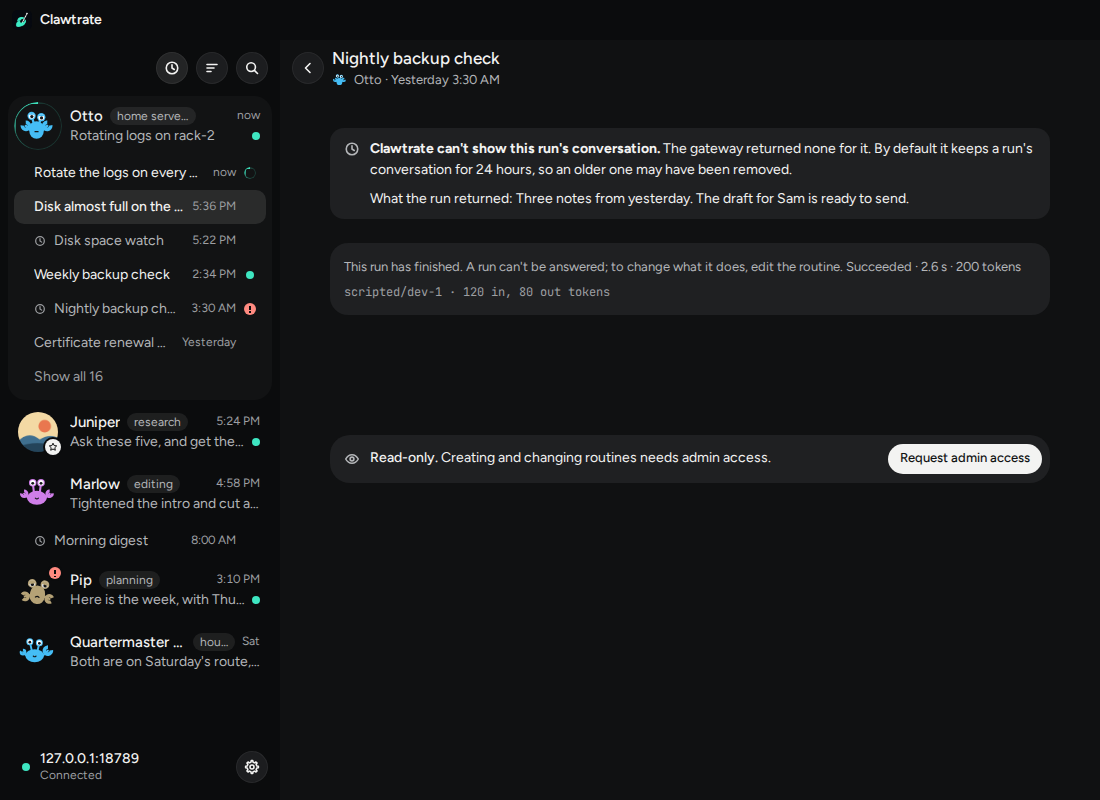 Clawtrate
Nightly backup check
Otto · Yesterday 3:30 AM
Otto home serve... now
Rotating logs on rack-2
Rotate the logs on every ... now
Disk almost full on the ... 5:36 PM
Disk space watch 5:22 PM
Weekly backup check 2:34 PM
Nightly backup ch... 3:30 AM
Certificate renewal ... Yesterday
Show all 16
Juniper research 5:24 PM
Ask these five, and get the...
Marlow editing 4:58 PM
Tightened the intro and cut a...
Morning digest 8:00 AM
Pip planning 3:10 PM
Here is the week, with Thu...
Quartermaster ... hou... Sat
Both are on Saturday's route,...
127.0.0.1:18789
Connected
Clawtrate can't show this run's conversation. The gateway returned none for it. By default it keeps a run's
conversation for 24 hours, so an older one may have been removed.
What the run returned: Three notes from yesterday. The draft for Sam is ready to send.
This run has finished. A run can't be answered; to change what it does, edit the routine. Succeeded · 2.6 s · 200 tokens
scripted/dev-1 · 120 in, 80 out tokens
Read-only. Creating and changing routines needs admin access.
Request admin access